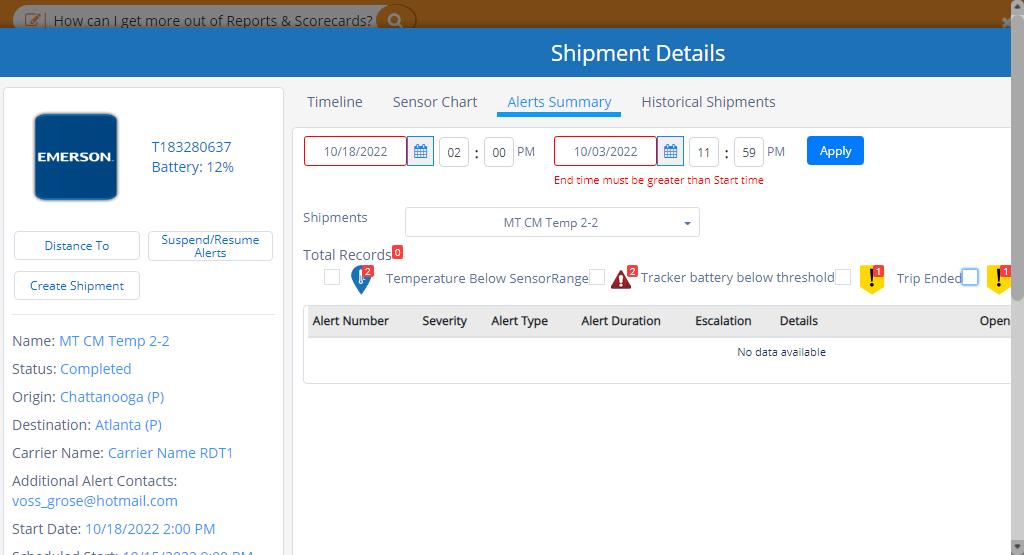 How can I get more out of Reports & Scorecards?
Shipment Details
EMERSON.
T183280637
Battery: 12%
Distance To
Suspend/Resume Alerts
Create Shipment
Name: MT CM Temp 2-2
Status: Completed
Origin: Chattanooga (P)
Destination: Atlanta (P)
Carrier Name: Carrier Name RDT1
Additional Alert Contacts:
voss_grose@hotmail.com
Start Date: 10/18/2022 2:00 PM
Scheduled Start: 10/15/2022 9:00 PM
Timeline Sensor Chart Alerts Summary Historical Shipments
10/18/2022 02 : 00 PM 10/03/2022 11 : 59 PM Apply
End time must be greater than Start time
Shipments MT CM Temp 2-2
Total Records 0
2 Temperature Below SensorRange 2 Tracker battery below threshold 1 Trip Ended 1
Alert Number Severity Alert Type Alert Duration Escalation Details Open
No data available